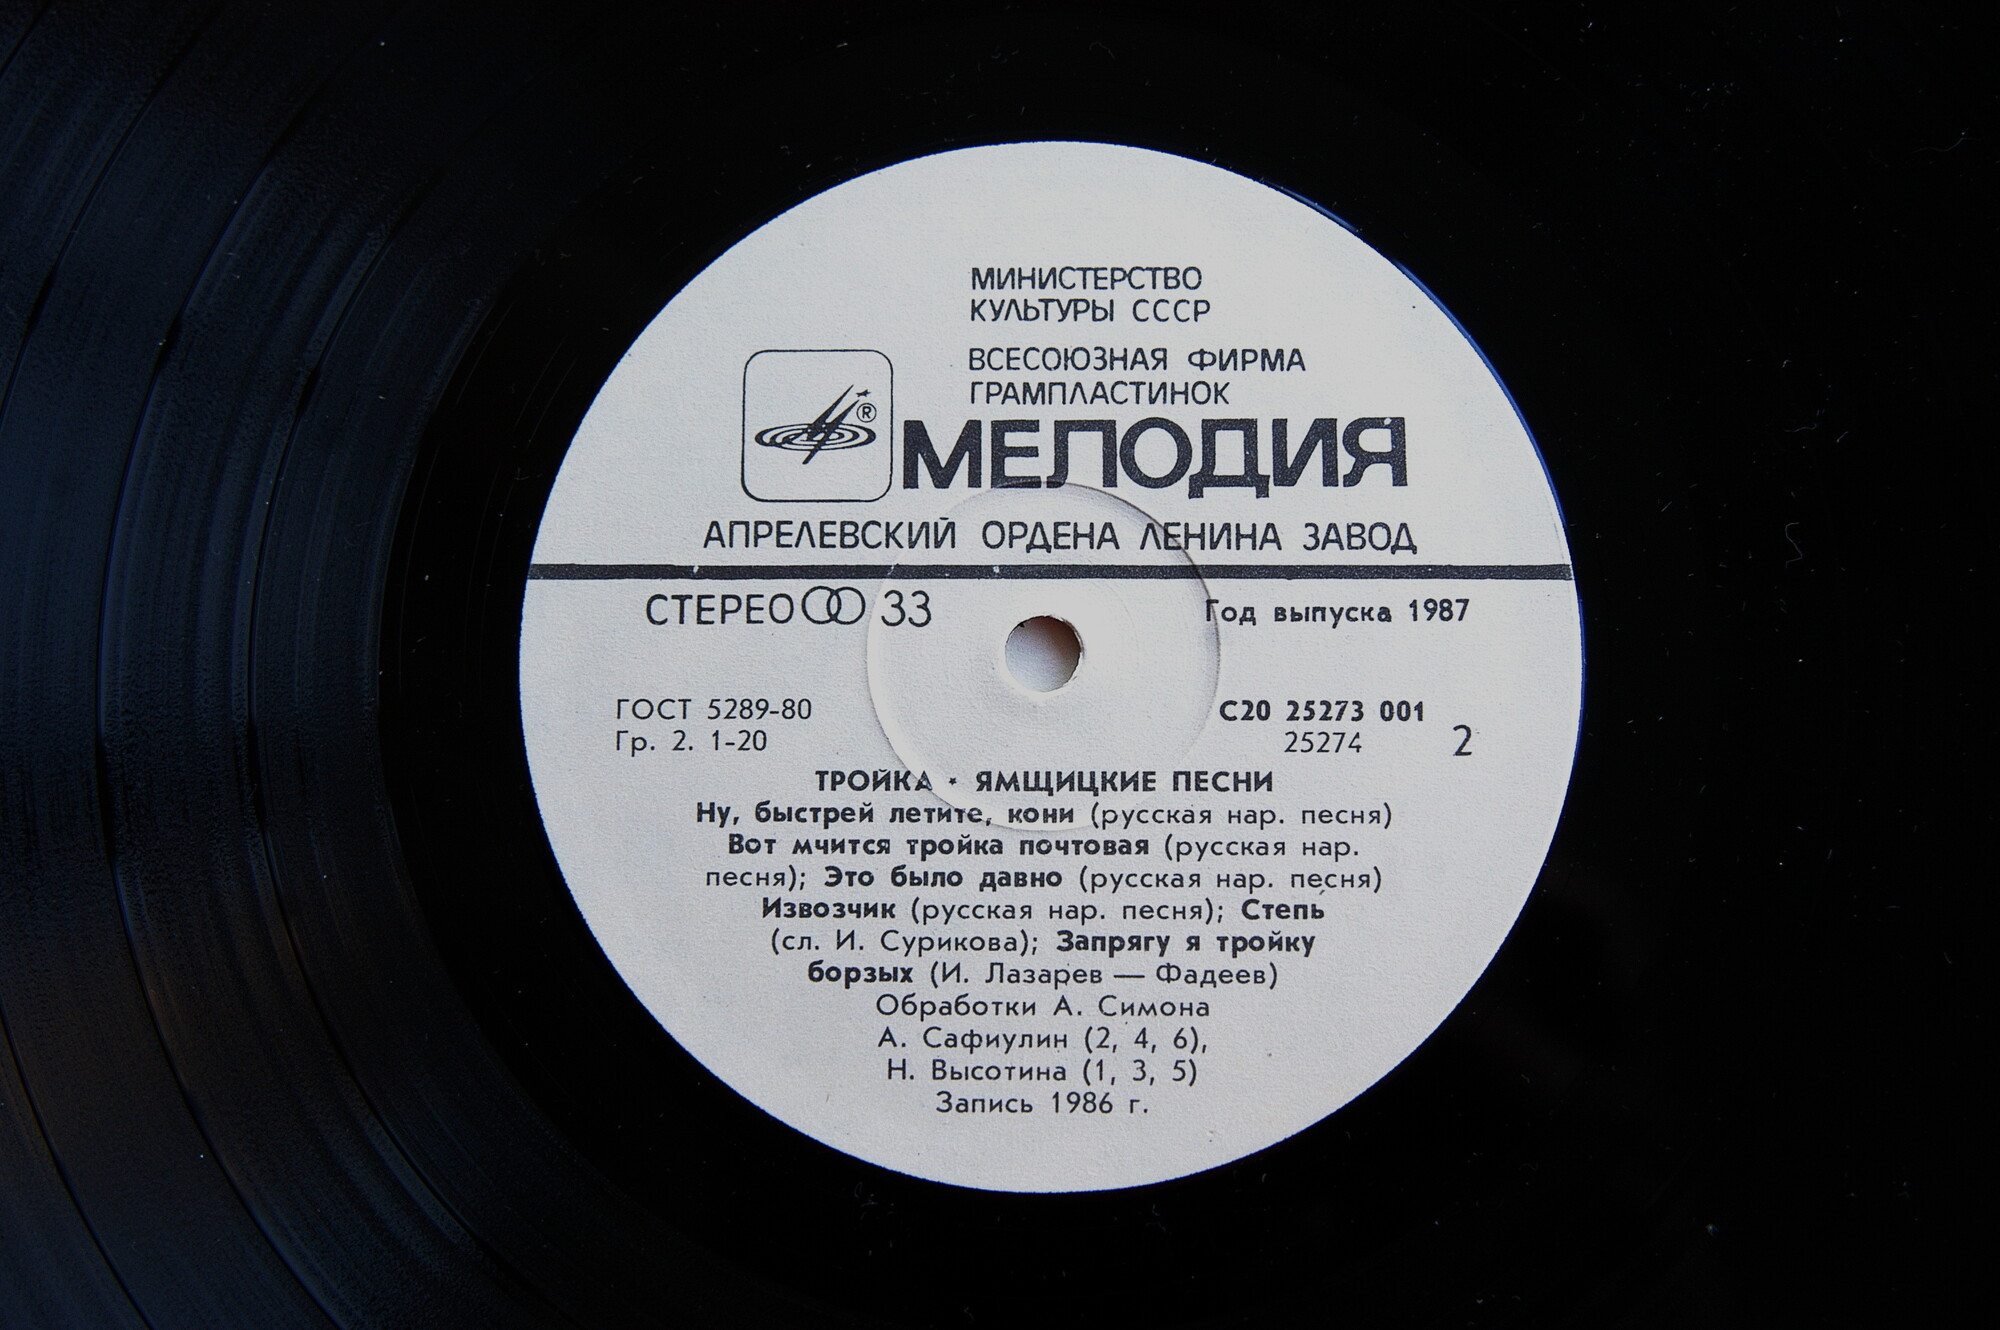 МИНИСТЕРСТВО
КУЛЬТУРЫ СССР
ВСЕСОЮЗНАЯ ФИРМА
ГРАМПЛАСТИНОК
®
МЕЛОДИЯ
АПРЕЛЕВСКИЙ ОРДЕНА ЛЕНИНА ЗАВОД
СТЕРЕО 33
Год выпуска 1987
ГОСТ 5289-80
Гр. 2. 1-20
С20 25273 001
25274 2
ТРОЙКА · ЯМЩИЦКИЕ ПЕСНИ
Ну, быстрей летите, кони (русская нар. песня)
Вот мчится тройка почтовая (русская нар.
песня); Это было давно (русская нар. песня)
Извозчик (русская нар. песня); Степь
(сл. И. Сурикова); Запрягу я тройку
борзых (И. Лазарев — Фадеев)
Обработки А. Симона
А. Сафиулин (2, 4, 6),
Н. Высотина (1, 3, 5)
Запись 1986 г.